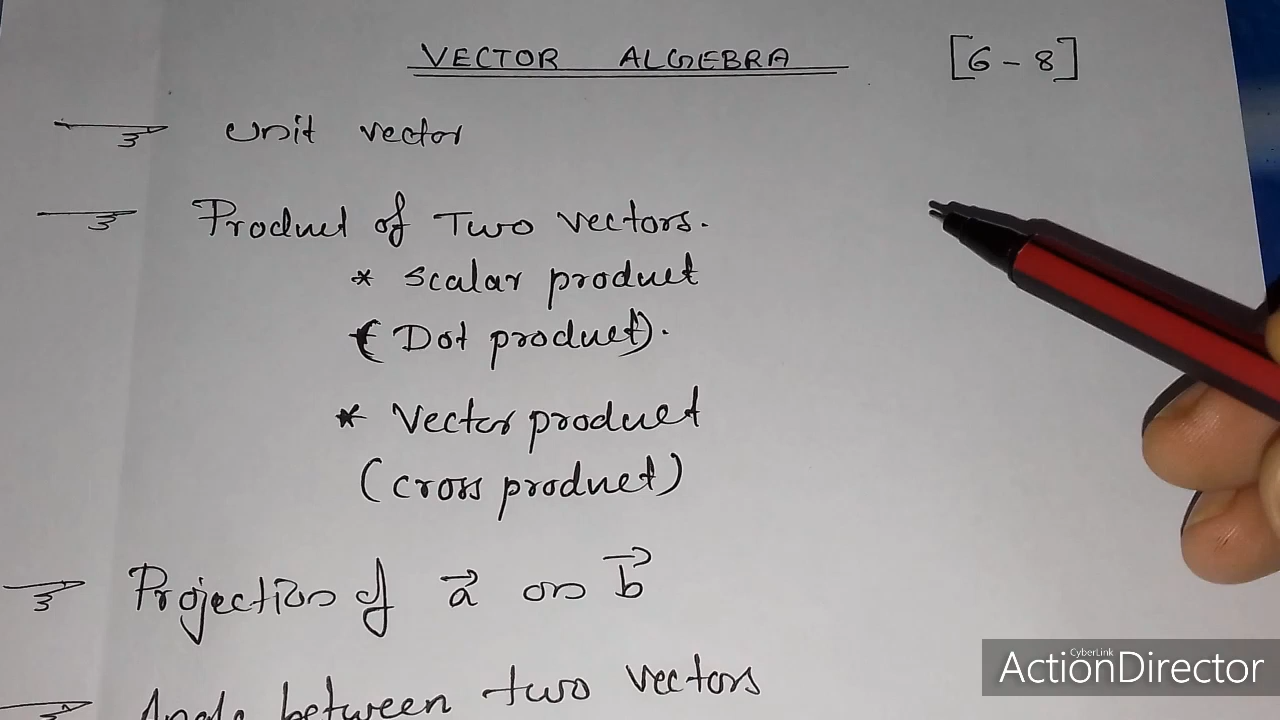 VECTOR ALGEBRA [6-8]
unit vector
Product of Two vectors.
* scalar product
(Dot product).
* Vector product
(cross product)
Projection of a⃗ on b⃗
Angle between two vectors
CyberLink
ActionDirector